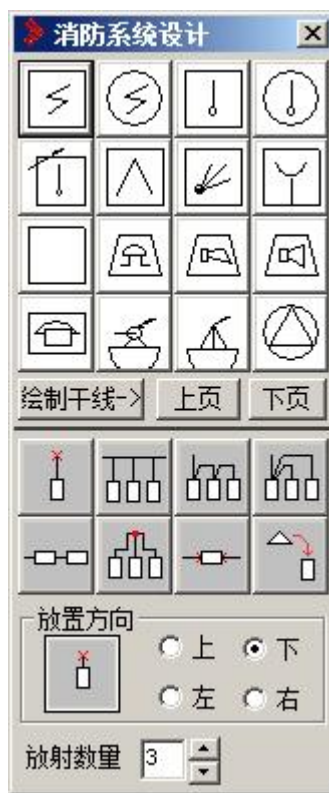 消防系统设计
绘制干线-> 上页 下页
放置方向
上 下
左 右
放射数量 3